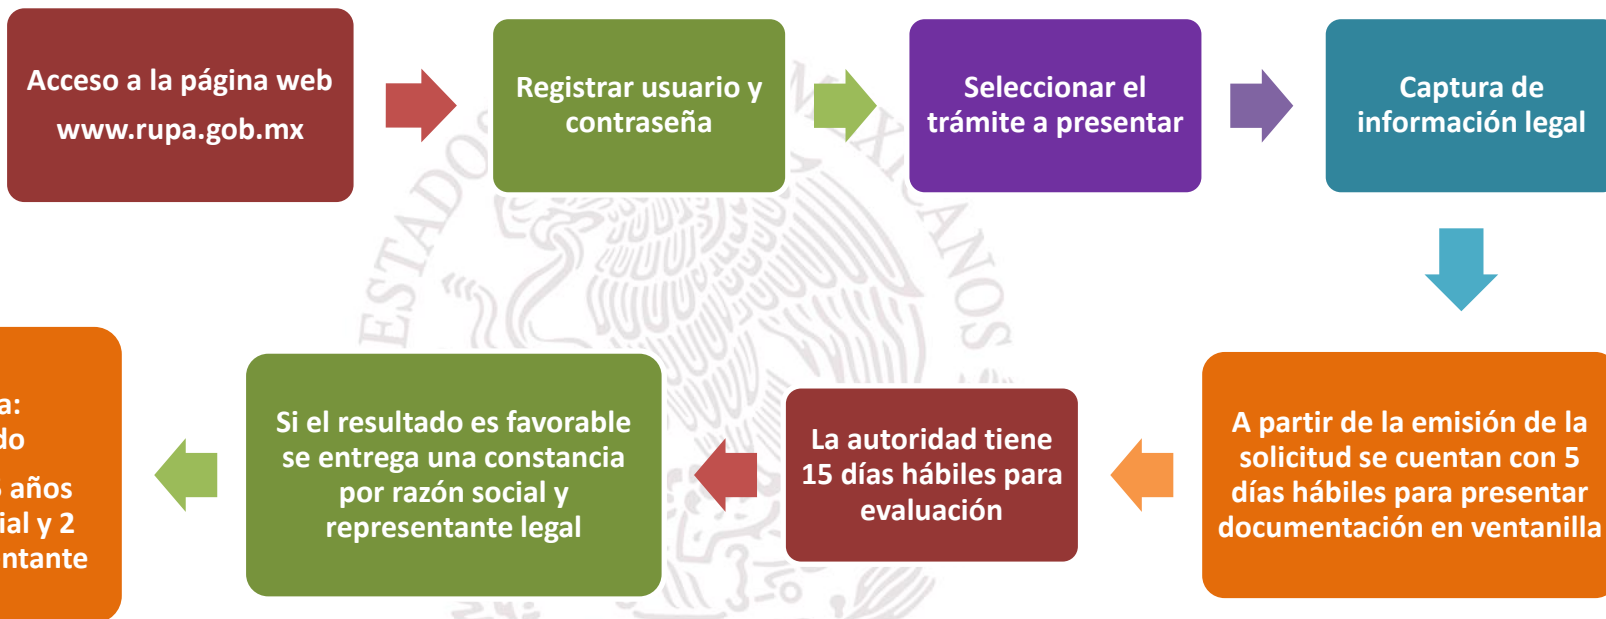 Acceso a la página web
www.rupa.gob.mx
Registrar usuario y
contraseña
Seleccionar el
trámite a presentar
Captura de
información legal
A partir de la emisión de la
solicitud se cuentan con 5
días hábiles para presentar
documentación en ventanilla
La autoridad tiene
15 días hábiles para
evaluación
Si el resultado es favorable
se entrega una constancia
por razón social y
representante legal
años
y 2
ESTADOS MEXICANOS